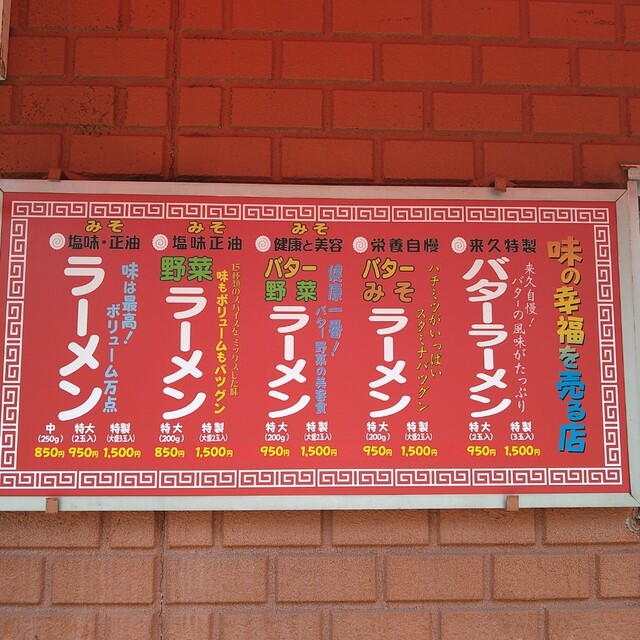 味の幸福を売る店
来久特製
バターラーメン
来久自慢！
バターの風味がたっぷり
特大
(2玉入)
950円
特製
(3玉入)
1,500円
栄養自慢
バター
みそ
ラーメン
ハチミツがいっぱい
スタミナバツグン
特大
(200g)
950円
特製
(大盛2玉入)
1,500円
みそ
健康と美容
バター
野菜
ラーメン
健康一番！
バター野菜の美容食
特大
(200g)
950円
特製
(大盛2玉入)
1,500円
みそ
塩味正油
野菜
ラーメン
味もボリュームもバツグン
特大
(200g)
850円
特製
(大盛2玉入)
1,500円
みそ
塩味・正油
ラーメン
味は最高！
ボリューム万点
中
(250g)
850円
特大
(2玉入)
950円
特製
(大盛3玉入)
1,500円